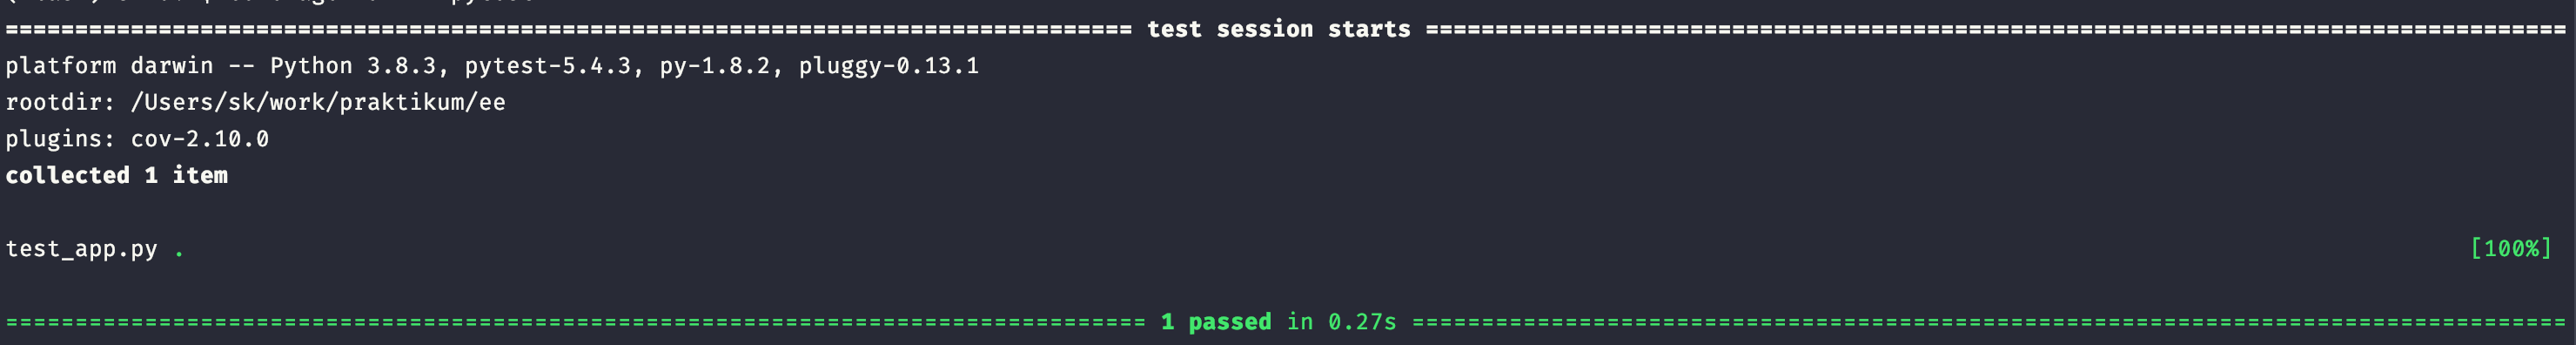 ============================================================================== test session starts ===============================================================================
platform darwin -- Python 3.8.3, pytest-5.4.3, py-1.8.2, pluggy-0.13.1
rootdir: /Users/sk/work/praktikum/ee
plugins: cov-2.10.0
collected 1 item
test_app.py . [100%]
=============================================================================== 1 passed in 0.27s ================================================================================